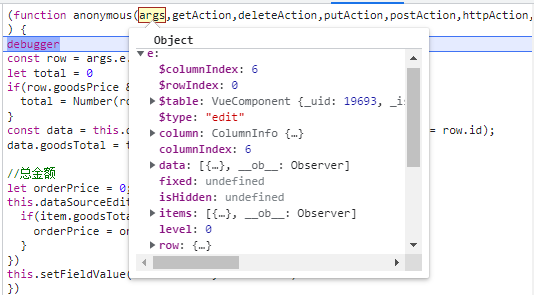 (function anonymous(args,getAction,deleteAction,putAction,postAction,httpAction,
) {
debugger
const row = args.e.
let total = 0
if(row.goodsPrice &
total = Number(ro
}
const data = this.d = row.id);
data.goodsTotal = t
//总金额
let orderPrice = 0;
this.dataSourceEdit
if(item.goodsTota
orderPrice = or
}
})
this.setFieldValue(
})
Object
e:
$columnIndex: 6
$rowIndex: 0
$table: VueComponent {_uid: 19693, _is
$type: "edit"
column: ColumnInfo {…}
columnIndex: 6
data: [{…}, __ob__: Observer]
fixed: undefined
isHidden: undefined
items: [{…}, __ob__: Observer]
level: 0
row: {…}